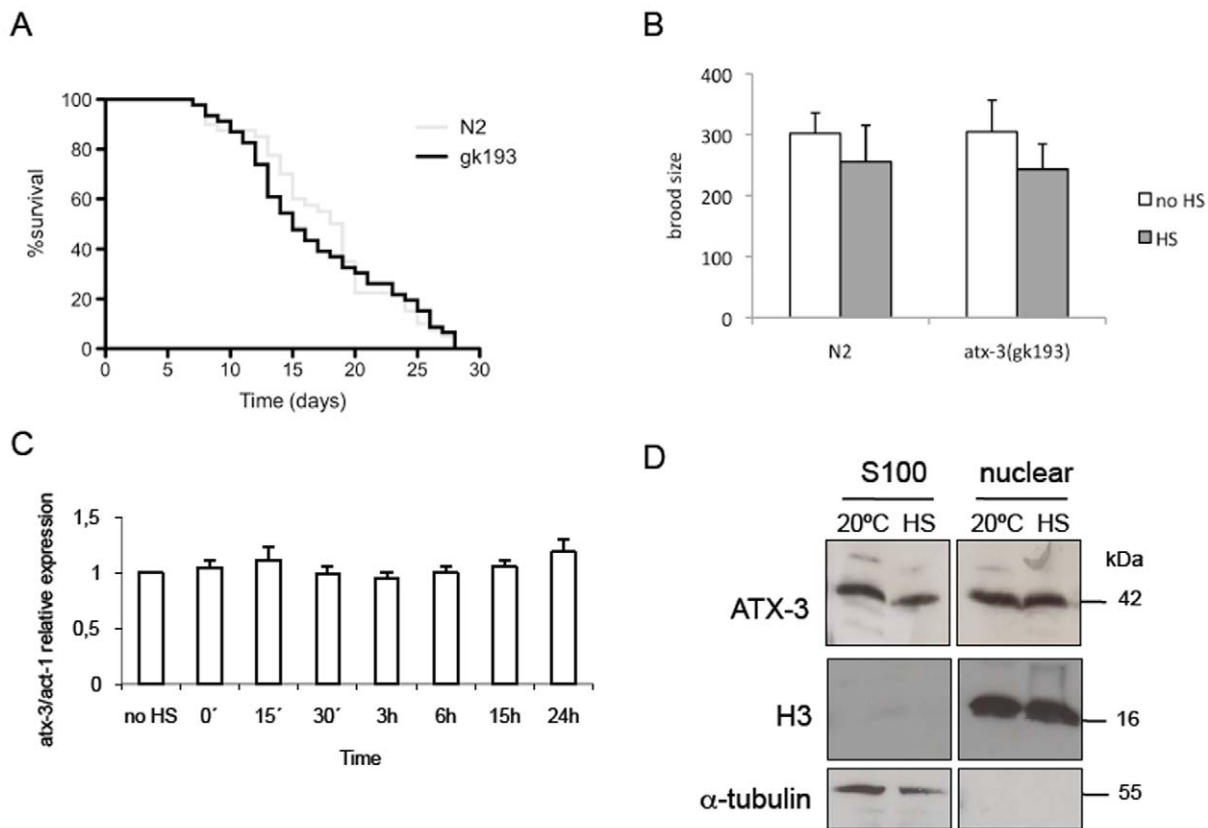 A
100
80
60
40
20
0
%survival
0 5 10 15 20 25 30
Time (days)
N2
gk193
B
400
300
200
100
0
brood size
N2 atx-3(gk193)
no HS
HS
C
1,5
1
0,5
0
atx-3/act-1 relative expression
no HS 0´ 15´ 30´ 3h 6h 15h 24h
Time
D
S100 nuclear
20ºC HS 20ºC HS
kDa
ATX-3 42
H3 16
α-tubulin 55